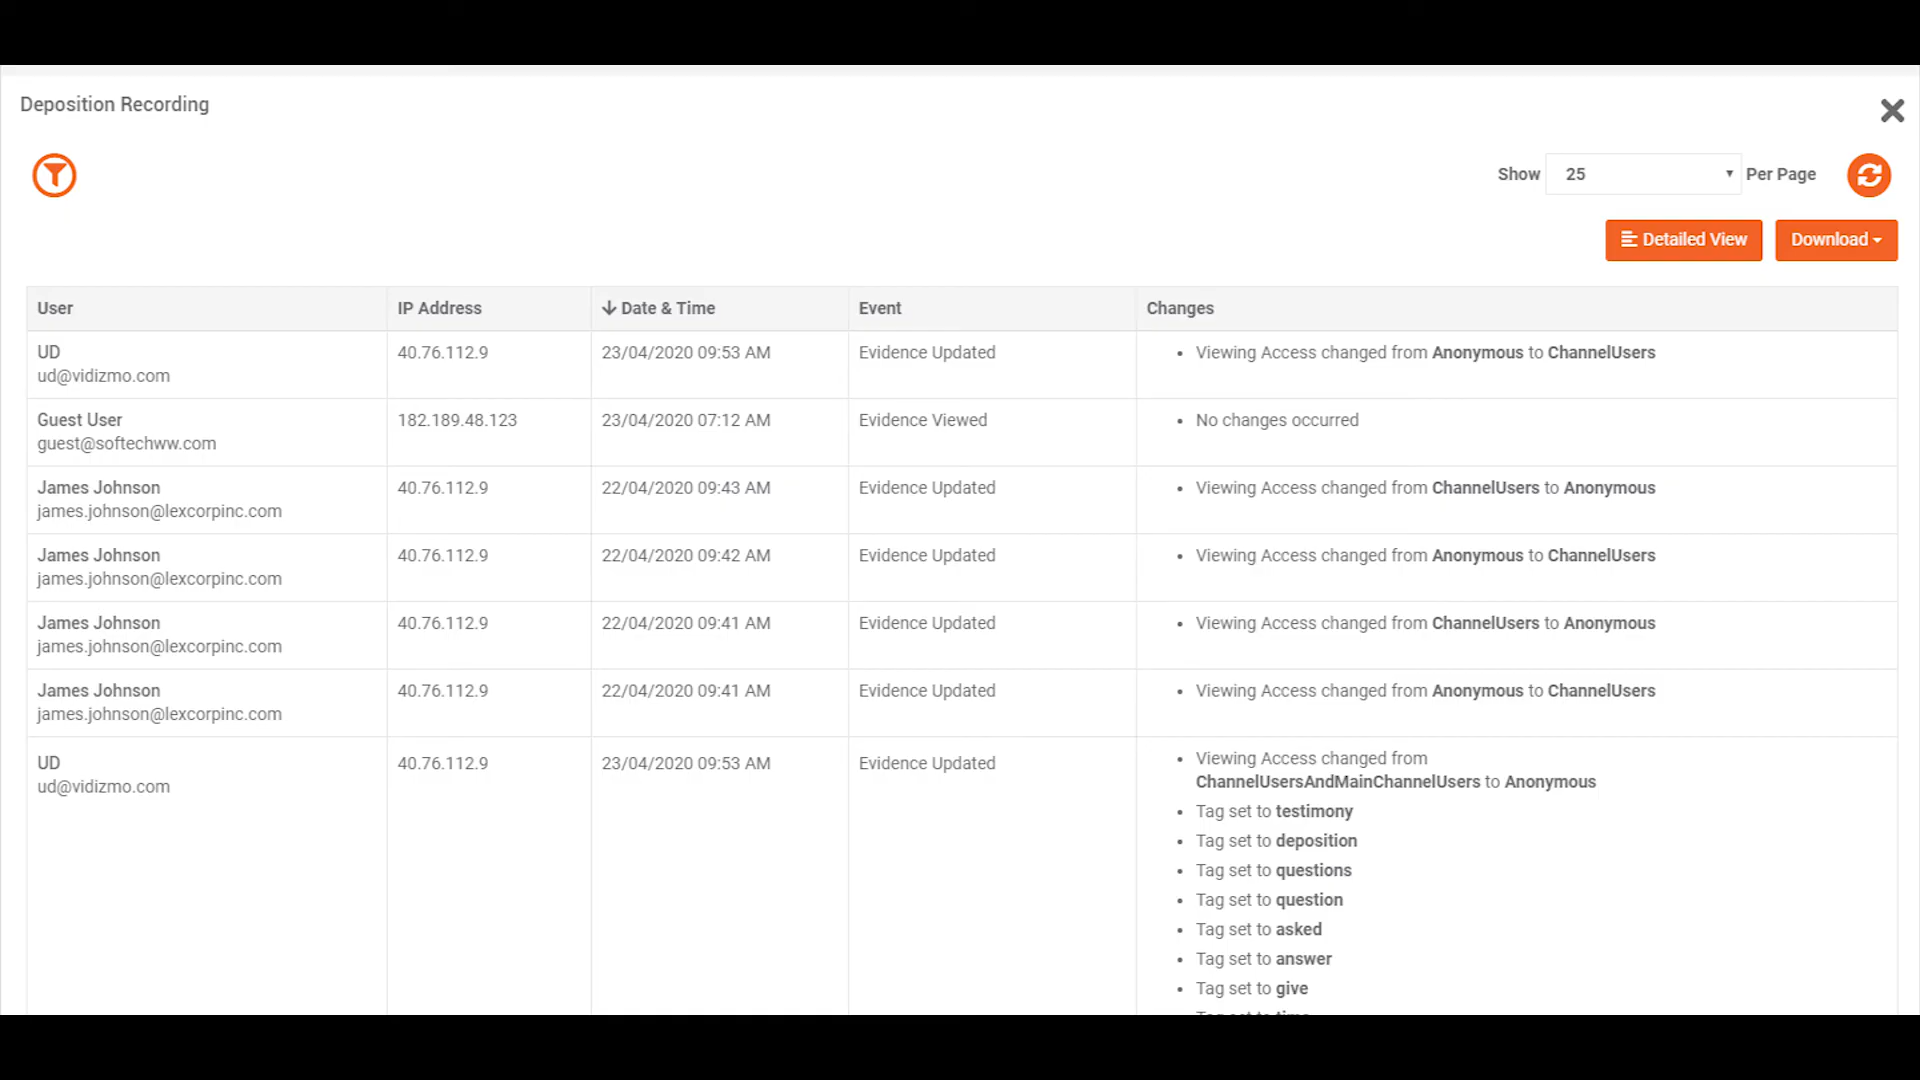 Deposition Recording
Show 25 Per Page
Detailed View Download
User IP Address Date & Time Event Changes
UD 40.76.112.9 23/04/2020 09:53 AM Evidence Updated • Viewing Access changed from Anonymous to ChannelUsers
ud@vidizmo.com
Guest User 182.189.48.123 23/04/2020 07:12 AM Evidence Viewed • No changes occurred
guest@softechww.com
James Johnson 40.76.112.9 22/04/2020 09:43 AM Evidence Updated • Viewing Access changed from ChannelUsers to Anonymous
james.johnson@lexcorpinc.com
James Johnson 40.76.112.9 22/04/2020 09:42 AM Evidence Updated • Viewing Access changed from Anonymous to ChannelUsers
james.johnson@lexcorpinc.com
James Johnson 40.76.112.9 22/04/2020 09:41 AM Evidence Updated • Viewing Access changed from ChannelUsers to Anonymous
james.johnson@lexcorpinc.com
James Johnson 40.76.112.9 22/04/2020 09:41 AM Evidence Updated • Viewing Access changed from Anonymous to ChannelUsers
james.johnson@lexcorpinc.com
UD 40.76.112.9 23/04/2020 09:53 AM Evidence Updated • Viewing Access changed from
ud@vidizmo.com ChannelUsersAndMainChannelUsers to Anonymous
• Tag set to testimony
• Tag set to deposition
• Tag set to questions
• Tag set to question
• Tag set to asked
• Tag set to answer
• Tag set to give